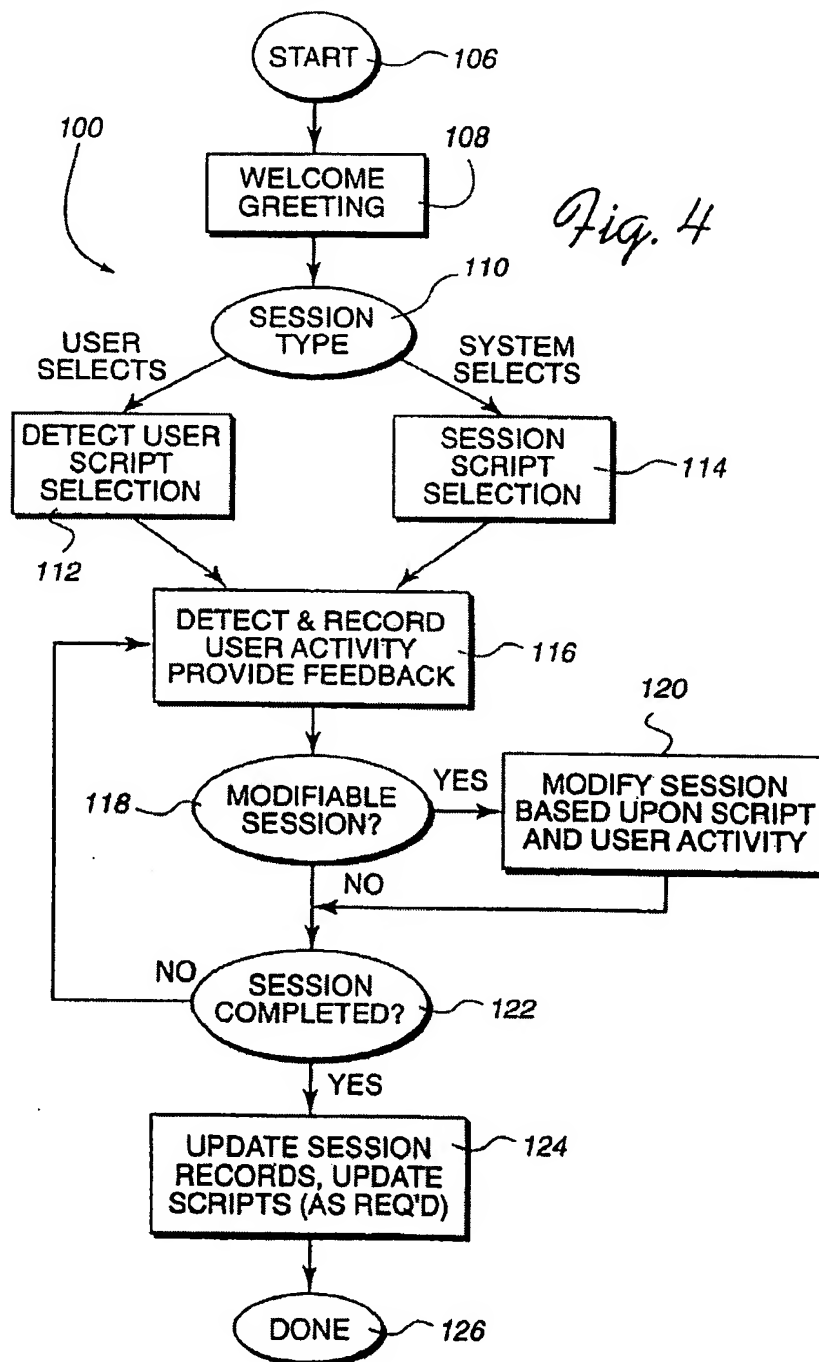 START
106
100
108
WELCOME
GREETING
Fig. 4
110
SESSION
TYPE
USER
SELECTS
SYSTEM
SELECTS
DETECT USER
SCRIPT
SELECTION
SESSION
SCRIPT
SELECTION
114
112
DETECT & RECORD
USER ACTIVITY
PROVIDE FEEDBACK
116
120
118
MODIFIABLE
SESSION?
YES
MODIFY SESSION
BASED UPON SCRIPT
AND USER ACTIVITY
NO
NO
SESSION
COMPLETED?
122
YES
UPDATE SESSION
RECORDS, UPDATE
SCRIPTS (AS REQ'D)
124
DONE
126